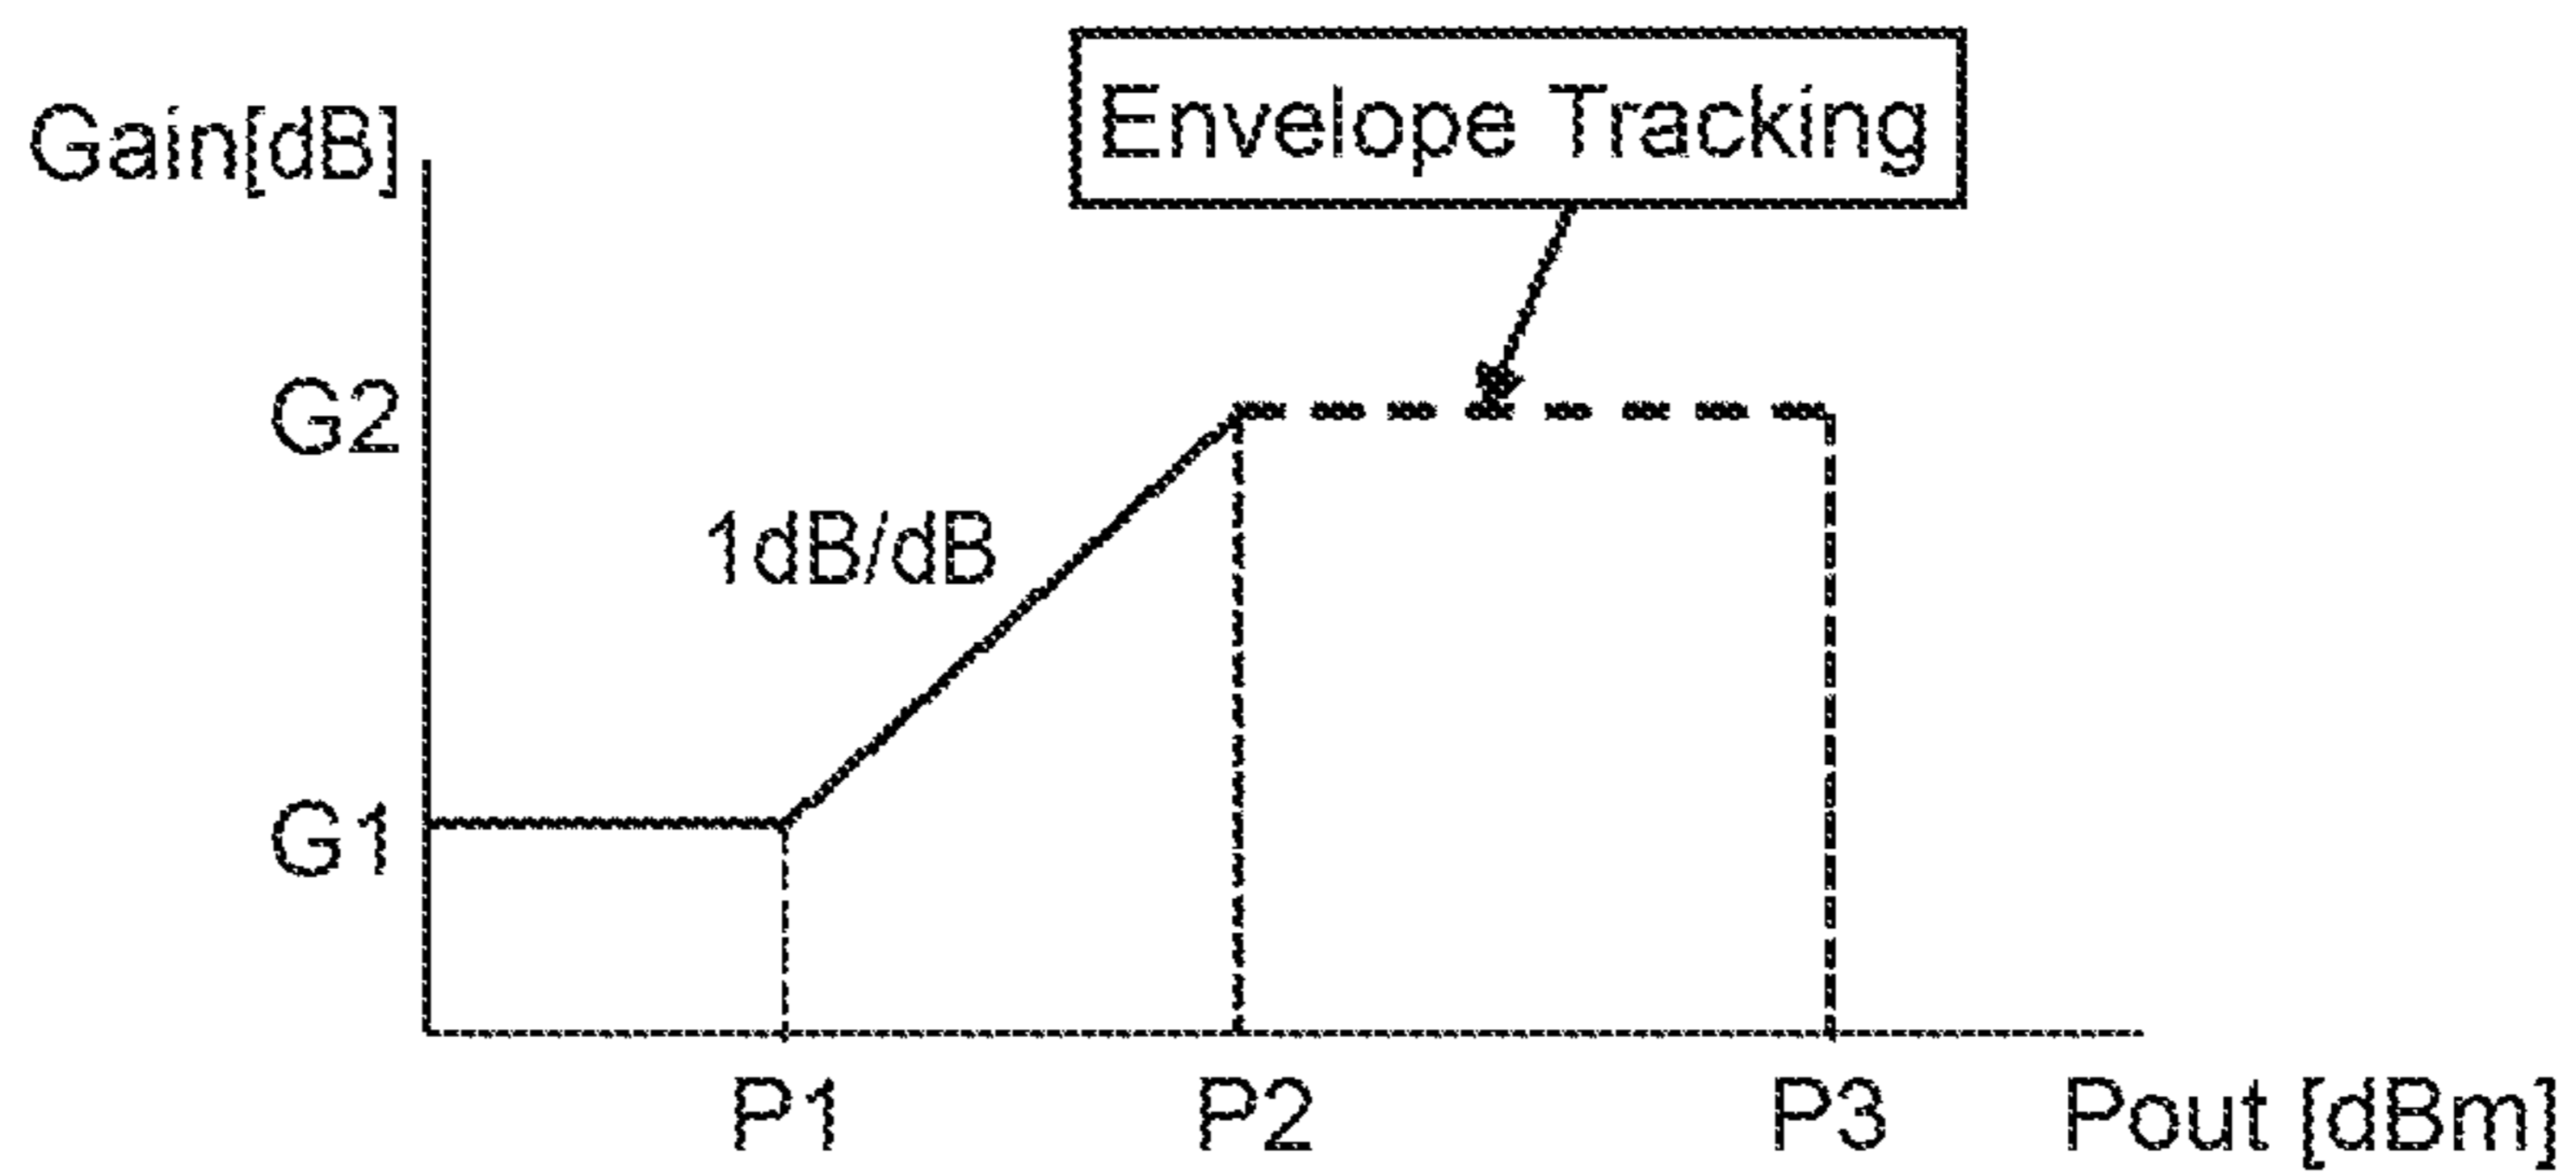 Envelope Tracking
Gain[dB]
G2
1dB/dB
G1
P1
P2
P3
Pout [dBm]